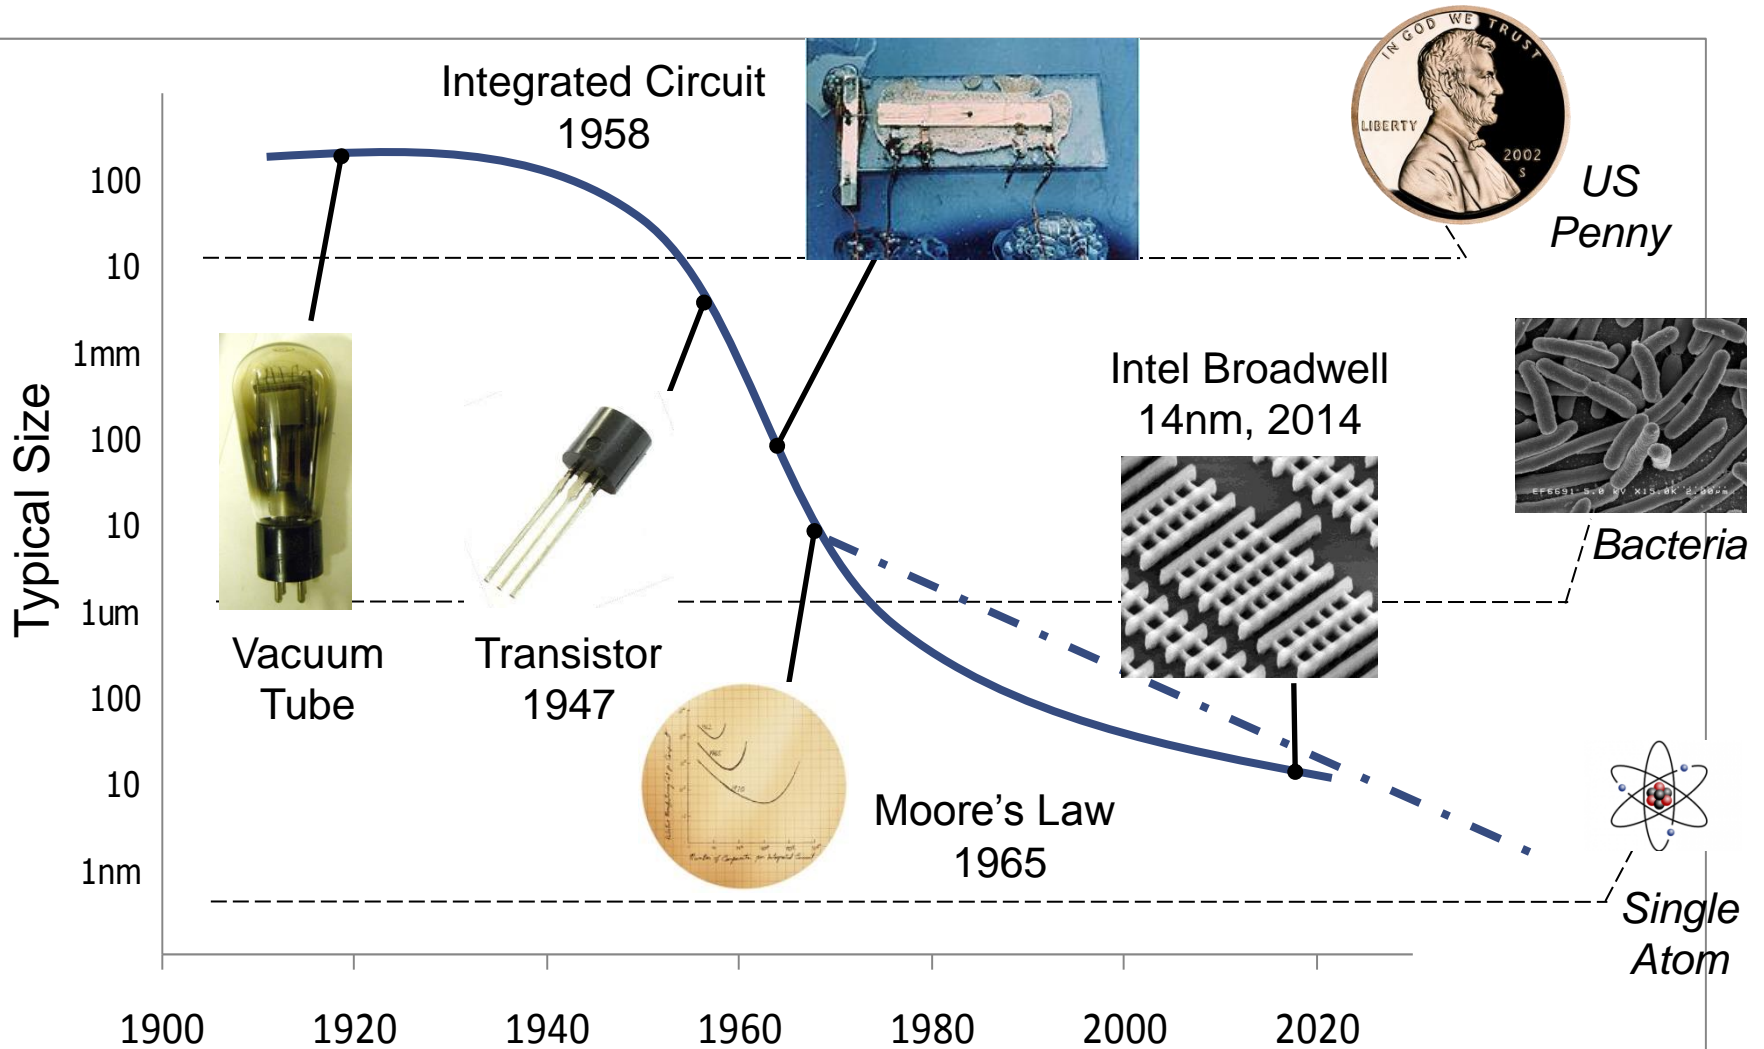 Integrated Circuit
1958
IN GOD WE TRUST
LIBERTY
2002
S
US
Penny
100
10
1mm
100
10
1um
100
10
1nm
Typical Size
Intel Broadwell
14nm, 2014
Bacteria
Vacuum
Tube
Transistor
1947
1965
1970
Moore’s Law
1965
Single
Atom
1900
1920
1940
1960
1980
2000
2020